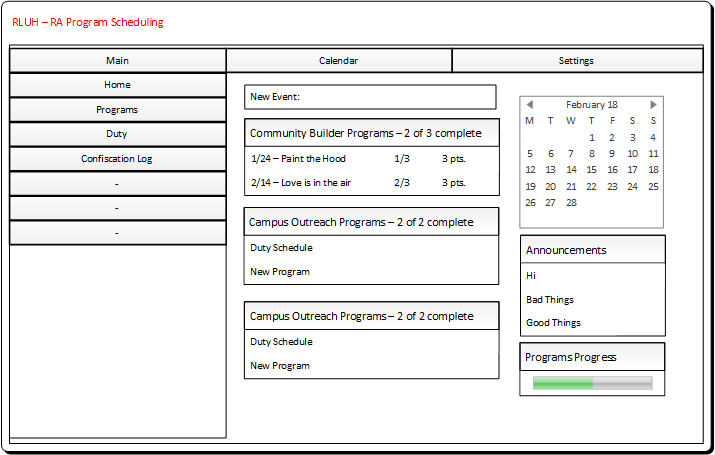 RLUH – RA Program Scheduling
Main Calendar Settings
Home
Programs
Duty
Confiscation Log
-
-
-
New Event:
Community Builder Programs – 2 of 3 complete
1/24 – Paint the Hood 1/3 3 pts.
2/14 – Love is in the air 2/3 3 pts.
Campus Outreach Programs – 2 of 2 complete
Duty Schedule
New Program
Campus Outreach Programs – 2 of 2 complete
Duty Schedule
New Program
February 18
M T W T F S S
1 2 3 4
5 6 7 8 9 10 11
12 13 14 15 16 17 18
19 20 21 22 23 24 25
26 27 28
Announcements
Hi
Bad Things
Good Things
Programs Progress